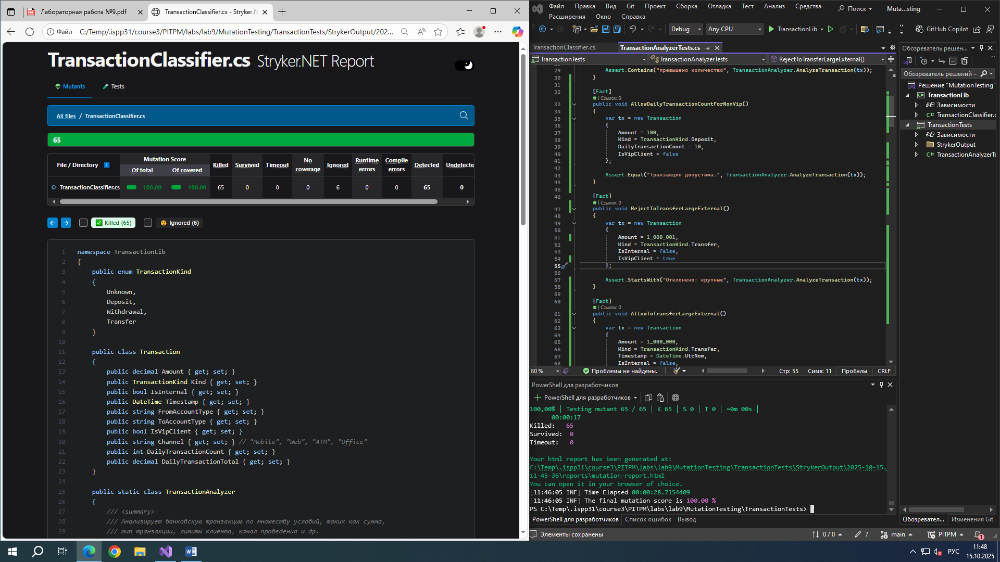 Лабораторная работа №9.pdf
TransactionClassifier.cs - Stryker.N
Файл
C:/Temp/.ispp31/course3/PITPM/labs/lab9/MutationTesting/TransactionTests/StrykerOutput/202...
TransactionClassifier.cs Stryker.NET Report
Mutants
Tests
All files / TransactionClassifier.cs
65
File / Directory
Mutation Score
Of total
Of covered
Killed
Survived
Timeout
No coverage
Ignored
Runtime errors
Compile errors
Detected
Undetecte
TransactionClassifier.cs 100.00 100.00 65 0 0 0 6 0 0 65 0
Killed (65)
Ignored (6)
1 namespace TransactionLib
2 {
3 public enum TransactionKind
4 {
5 Unknown,
6 Deposit,
7 Withdrawal,
8 Transfer
9 }
10
11 public class Transaction
12 {
13 public decimal Amount { get; set; }
14 public TransactionKind Kind { get; set; }
15 public bool IsInternal { get; set; }
16 public DateTime Timestamp { get; set; }
17 public string FromAccountType { get; set; }
18 public string ToAccountType { get; set; }
19 public bool IsVipClient { get; set; }
20 public string Channel { get; set; } // "Mobile", "Web", "ATM", "Office"
21 public int DailyTransactionCount { get; set; }
22 public decimal DailyTransactionTotal { get; set; }
23 }
24
25 public static class TransactionAnalyzer
26 {
27 /// <summary>
28 /// Анализирует банковскую транзакцию по множеству условий, таких как сумма,
29 /// тип транзакции, лимиты клиента, канал проведения и др.
Файл Правка Вид Git Проект Сборка Отладка Тест Анализ Средства
Поиск
Muta...sting
Расширения Окно Справка
Debug
Any CPU
TransactionLib
GitHub Copilot
TransactionClassifier.cs
TransactionAnalyzerTests.cs
TransactionTests
TransactionAnalyzerTests
RejectToTransferLargeExternal()
29 Assert.Contains("превышено количество", TransactionAnalyzer.AnalyzeTransaction(tx));
30 }
31
32 [Fact]
| Ссылок: 0
33 public void AllowDailyTransactionCountForNonVip()
34 {
35 var tx = new Transaction
36 {
37 Amount = 100,
38 Kind = TransactionKind.Deposit,
39 DailyTransactionCount = 10,
40 IsVipClient = false
41 };
42
43 Assert.Equal("Транзакция допустима.", TransactionAnalyzer.AnalyzeTransaction(tx));
44 }
45
46 [Fact]
| Ссылок: 0
47 public void RejectToTransferLargeExternal()
48 {
49 var tx = new Transaction
50 {
51 Amount = 1_000_001,
52 Kind = TransactionKind.Transfer,
53 IsInternal = false,
54 IsVipClient = true
55 };
56
57 Assert.StartsWith("Отклонено: крупные", TransactionAnalyzer.AnalyzeTransaction(tx));
58 }
59
60 [Fact]
| Ссылок: 0
61 public void AllowToTransferLargeExternal()
62 {
63 var tx = new Transaction
64 {
65 Amount = 1_000_000,
66 Kind = TransactionKind.Transfer,
67 Timestamp = DateTime.UtcNow,
68 IsInternal = false,
80 %
Проблемы не найдены.
Стр: 55 Симв: 11 Пробелы CRLF
PowerShell для разработчиков
PowerShell для разработчиков
100,00% | Testing mutant 65 / 65 | K 65 | S 0 | T 0 | ~0m 00s |
00:00:17
Killed: 65
Survived: 0
Timeout: 0
Your html report has been generated at:
C:\Temp\.ispp31\course3\PITPM\labs\lab9\MutationTesting\TransactionTests\StrykerOutput\2025-10-15.
11-45-36\reports\mutation-report.html
You can open it in your browser of choice.
[11:46:05 INF] Time Elapsed 00:00:28.7154409
[11:46:05 INF] The final mutation score is 100.00 %
PS C:\Temp\.ispp31\course3\PITPM\labs\lab9\MutationTesting\TransactionTests>
PowerShell для разработчиков Список ошибок Вывод
Обозреватель решен...
Обозреватель решений –
Решение "MutationTesting"
TransactionLib
Зависимости
C# TransactionClassifier.c
TransactionTests
Зависимости
StrykerOutput
C# TransactionAnalyzerTe
Обозревател... Изменения Git
Элементы сохранены
0 / 0
7
main
PITPM
1
РУС
11:48
15.10.2025